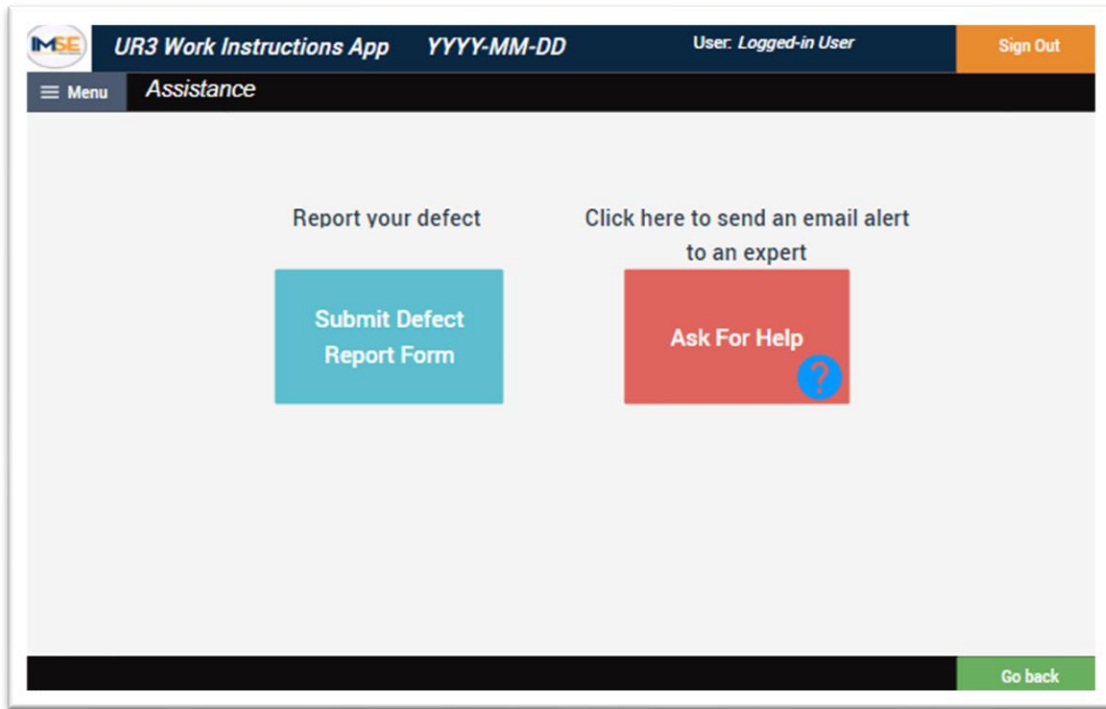 IMSE
UR3 Work Instructions App YYYY-MM-DD User: Logged-in User Sign Out
Menu Assistance
Report your defect
Click here to send an email alert
to an expert
Submit Defect
Report Form
Ask For Help
?
Go back